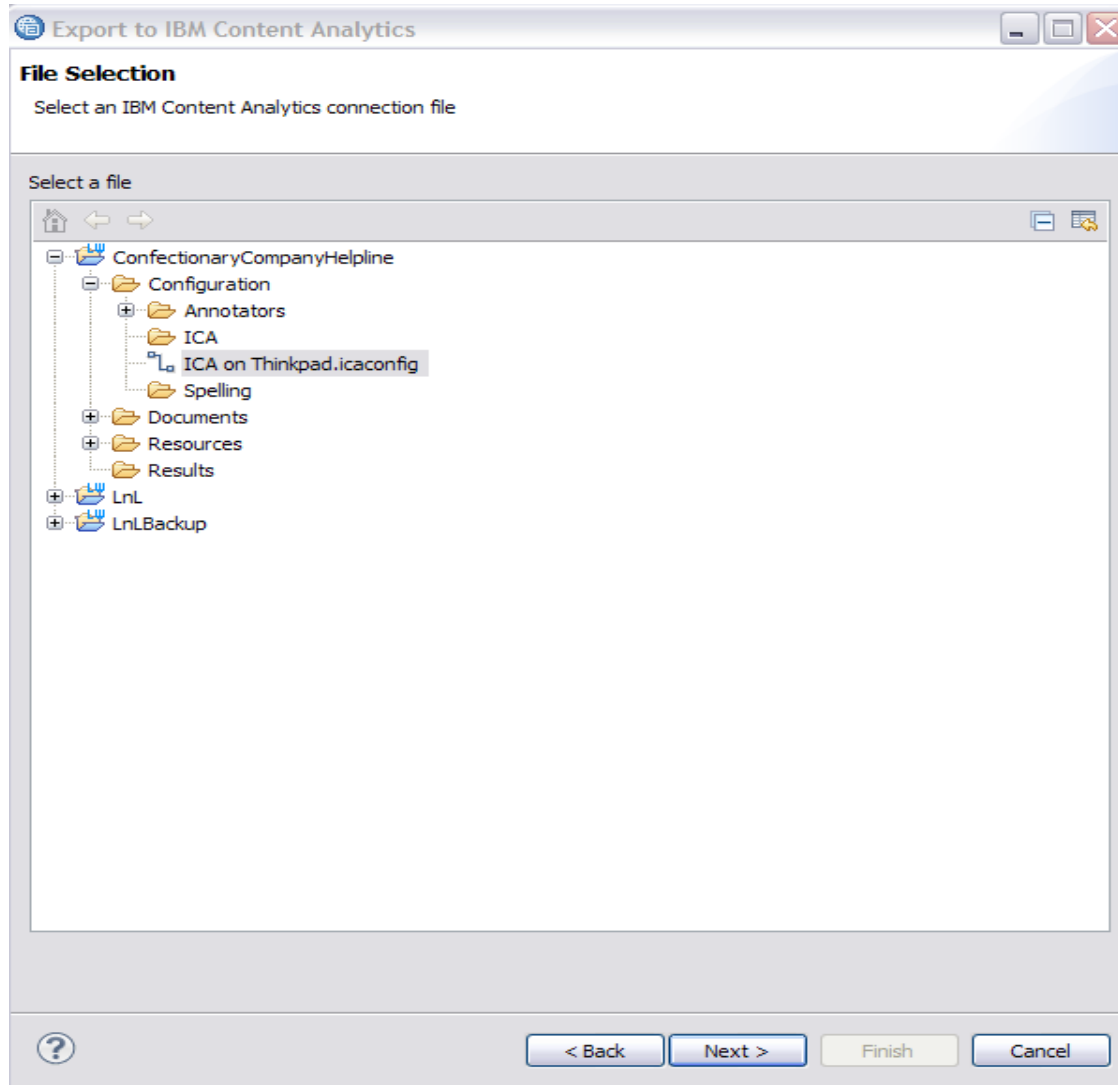 Export to IBM Content Analytics
File Selection
Select an IBM Content Analytics connection file
Select a file
ConfectionaryCompanyHelpline
Configuration
Annotators
ICA
ICA on Thinkpad.icaconfig
Spelling
Documents
Resources
Results
LnL
LnLBackup
< Back Next > Finish Cancel